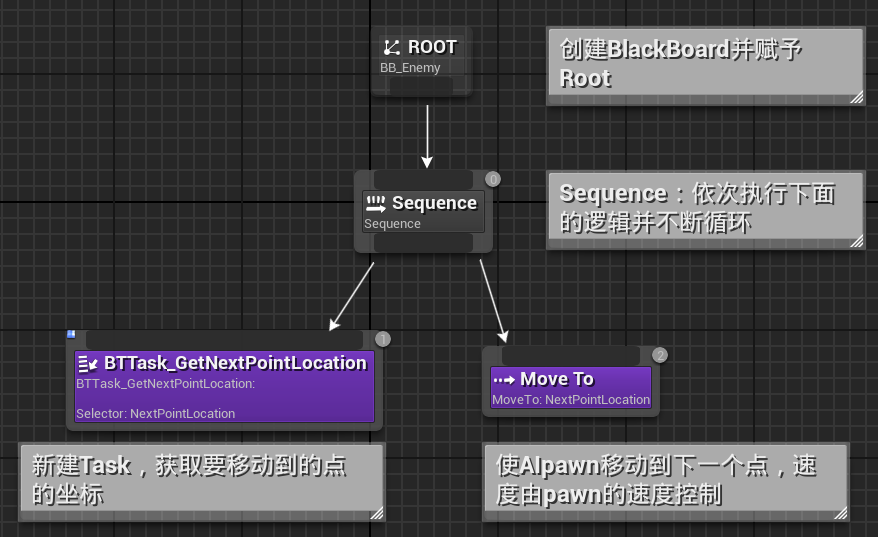 ROOT
BB_Enemy
创建BlackBoard并赋予
Root
0
Sequence
Sequence
Sequence：依次执行下面
的逻辑并不断循环
1
BTTask_GetNextPointLocation
BTTask_GetNextPointLocation:
Selector: NextPointLocation
2
Move To
MoveTo: NextPointLocation
新建Task，获取要移动到的点
的坐标
使AIpawn移动到下一个点，速
度由pawn的速度控制